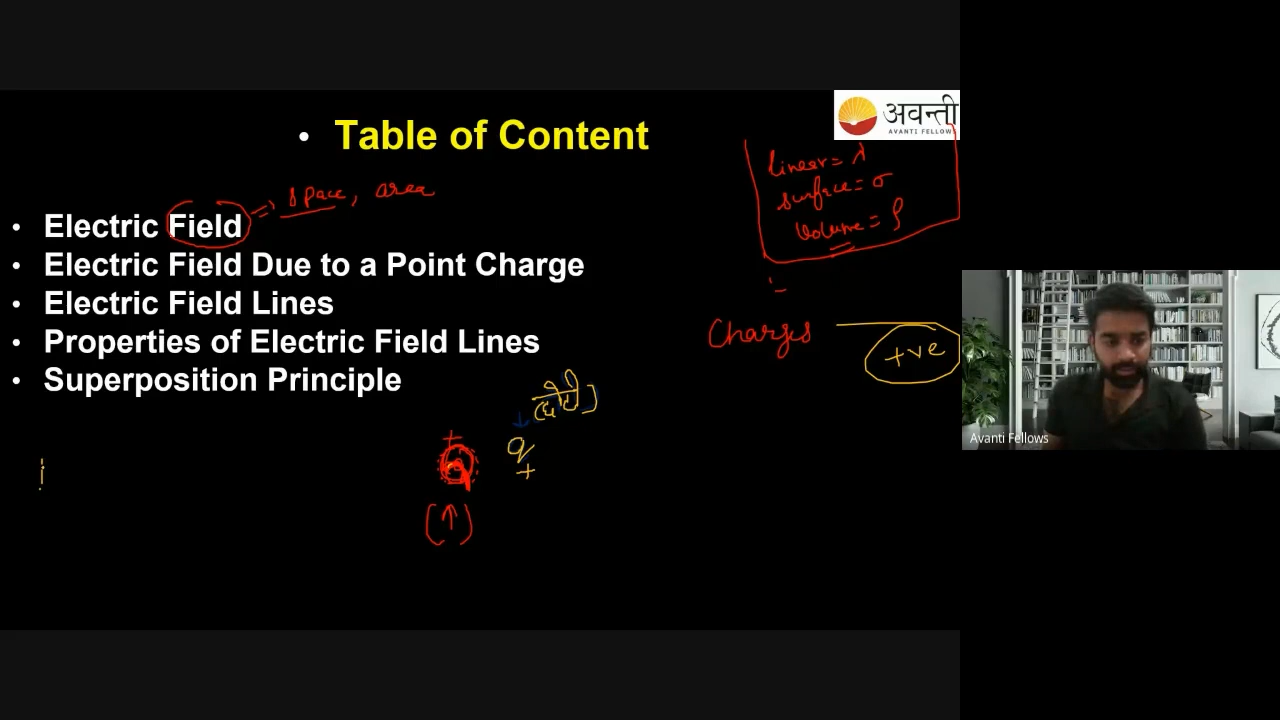 अवन्ती
AVANTI FELLOWS
• Table of Content
linear = λ
surface = σ
Volume = ρ
⇒ space, area
• Electric Field
• Electric Field Due to a Point Charge
• Electric Field Lines
• Properties of Electric Field Lines
• Superposition Principle
Charges
+ve
+
Q
(↑)
q
+
Avanti Fellows